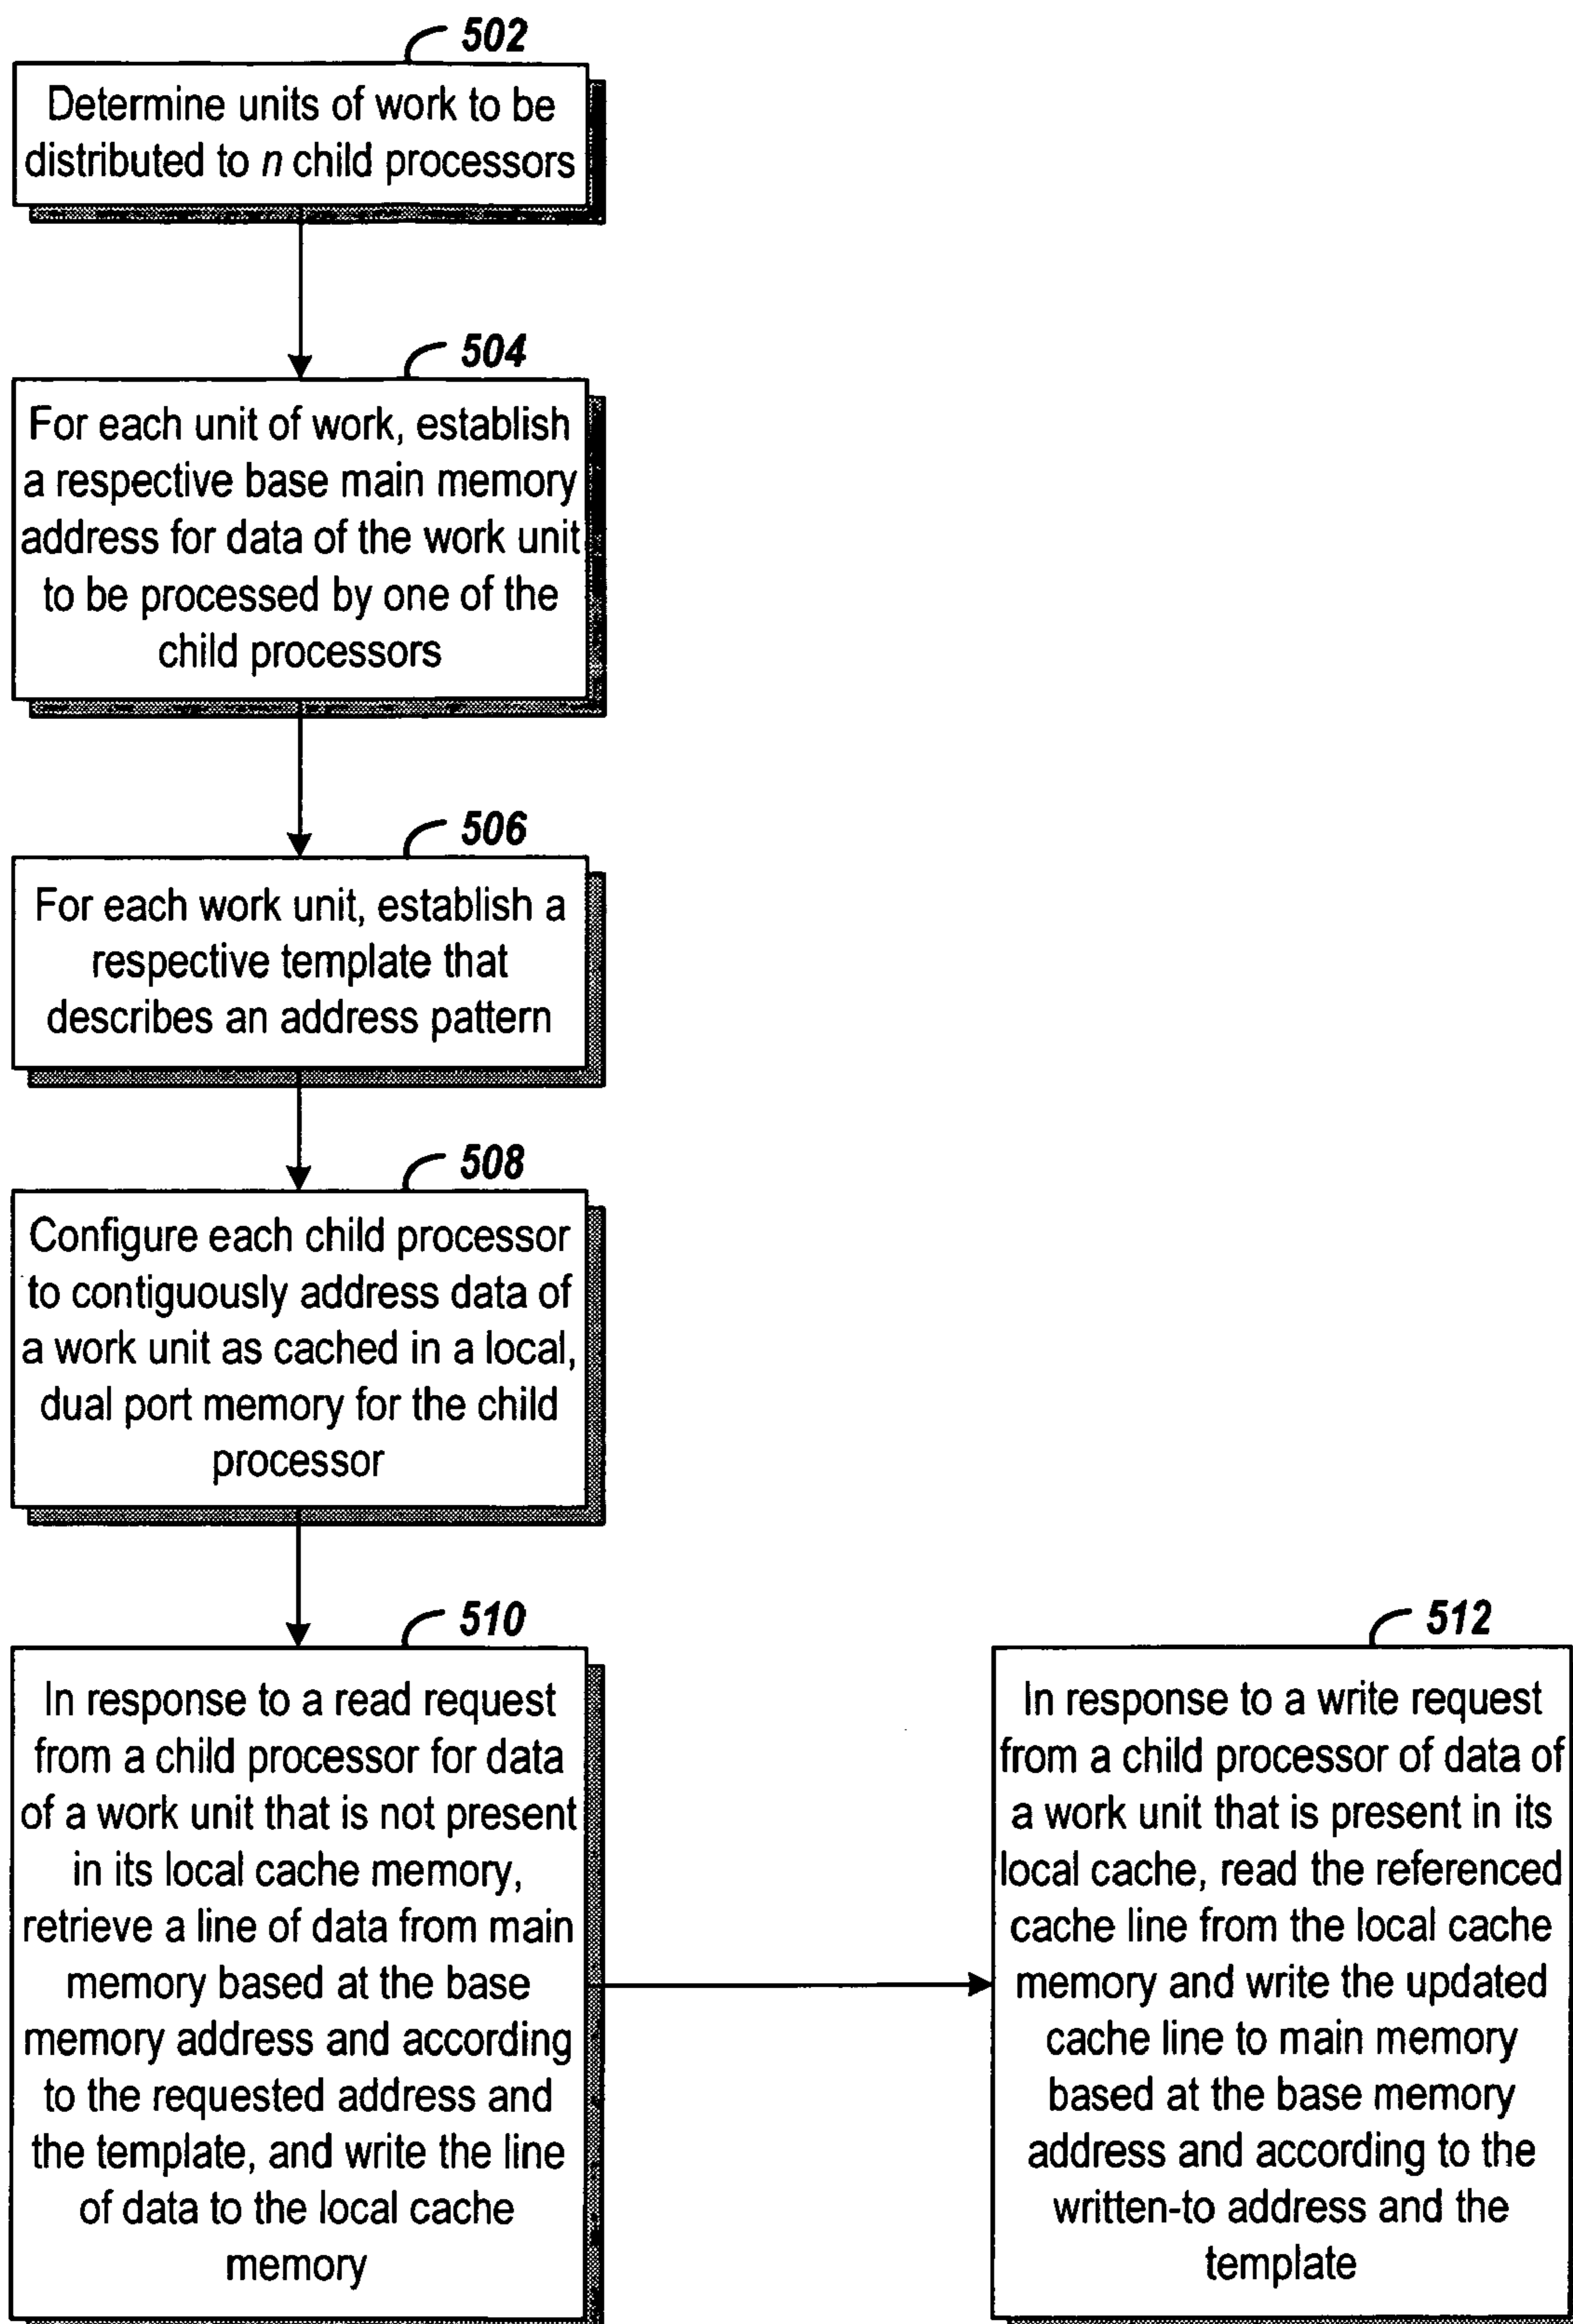 502
Determine units of work to be
distributed to n child processors
504
For each unit of work, establish
a respective base main memory
address for data of the work unit
to be processed by one of the
child processors
506
For each work unit, establish a
respective template that
describes an address pattern
508
Configure each child processor
to contiguously address data of
a work unit as cached in a local,
dual port memory for the child
processor
510
In response to a read request
from a child processor for data
of a work unit that is not present
in its local cache memory,
retrieve a line of data from main
memory based at the base
memory address and according
to the requested address and
the template, and write the line
of data to the local cache
memory
512
In response to a write request
from a child processor of data of
a work unit that is present in its
local cache, read the referenced
cache line from the local cache
memory and write the updated
cache line to main memory
based at the base memory
address and according to the
written-to address and the
template